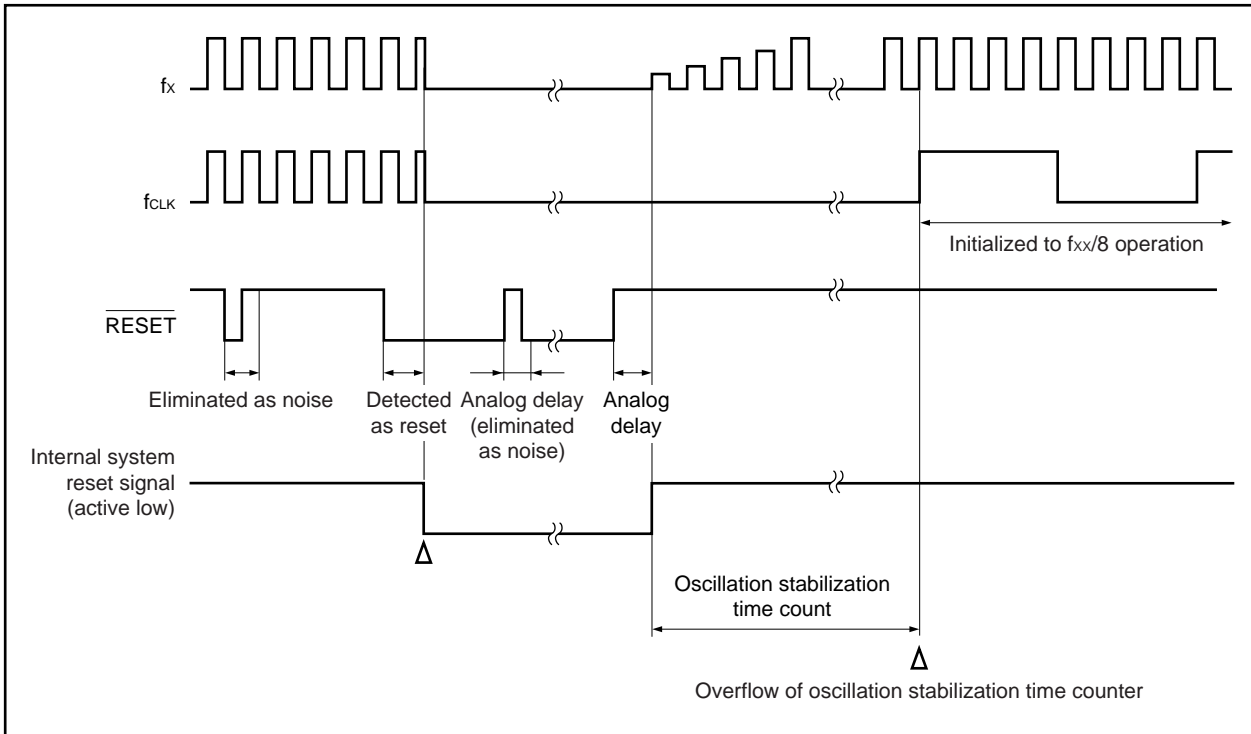 fX
fCLK
Initialized to fXX/8 operation
RESET
Eliminated as noise
Detected
as reset
Analog delay
(eliminated
as noise)
Analog
delay
Internal system
reset signal
(active low)
Oscillation stabilization
time count
Overflow of oscillation stabilization time counter